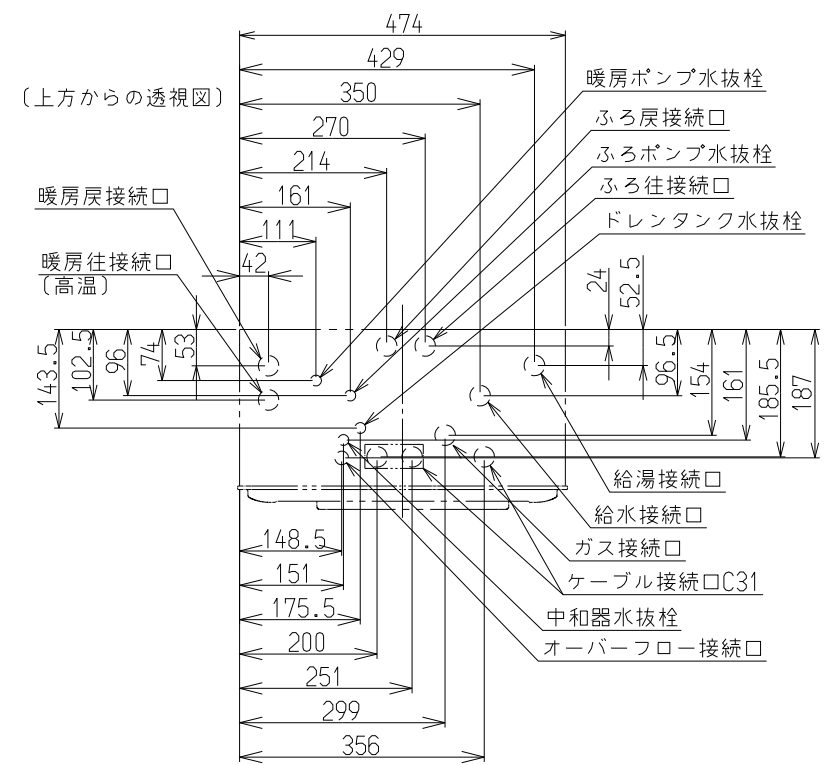 474
429
350
270
214
161
111
42
〔上方からの透視図〕
暖房ポンプ水抜栓
ふろ戻接続口
ふろポンプ水抜栓
ふろ往接続口
ドレンタンク水抜栓
暖房戻接続口
暖房往接続口
〔高温〕
24
52.5
143.5
102.5
96
74
53
96.5
154
161
185.5
187
給湯接続口
給水接続口
ガス接続口
ケーブル接続口C31
中和器水抜栓
オーバーフロー接続口
148.5
151
175.5
200
251
299
356